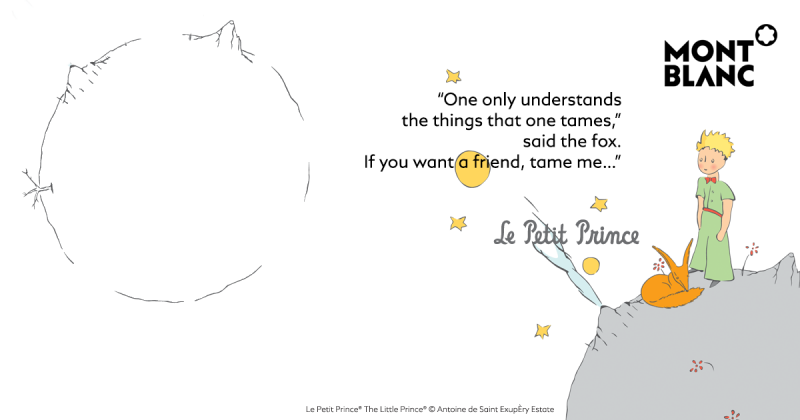 MONT
BLANC
“One only understands
the things that one tames,”
said the fox.
If you want a friend, tame me...”
Le Petit Prince
Le Petit Prince® The Little Prince® © Antoine de Saint ExupÈry Estate